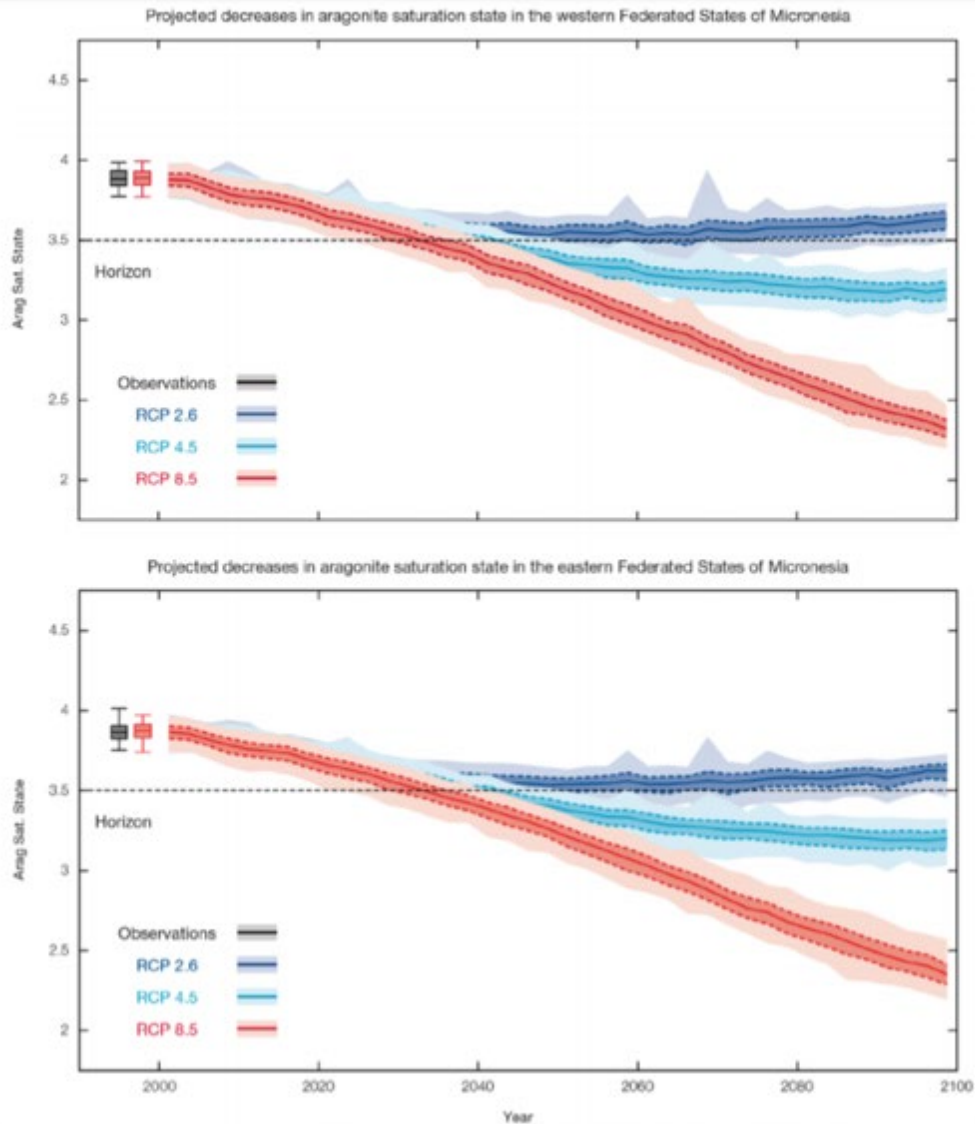 Projected decreases in aragonite saturation state in the western Federated States of Micronesia
4.5
4
3.5
3
2.5
2
Arag Sat. State
Horizon
Observations
RCP 2.6
RCP 4.5
RCP 8.5
Projected decreases in aragonite saturation state in the eastern Federated States of Micronesia
4.5
4
3.5
3
2.5
2
Arag Sat. State
Horizon
Observations
RCP 2.6
RCP 4.5
RCP 8.5
2000 2020 2040 2060 2080 2100
Year